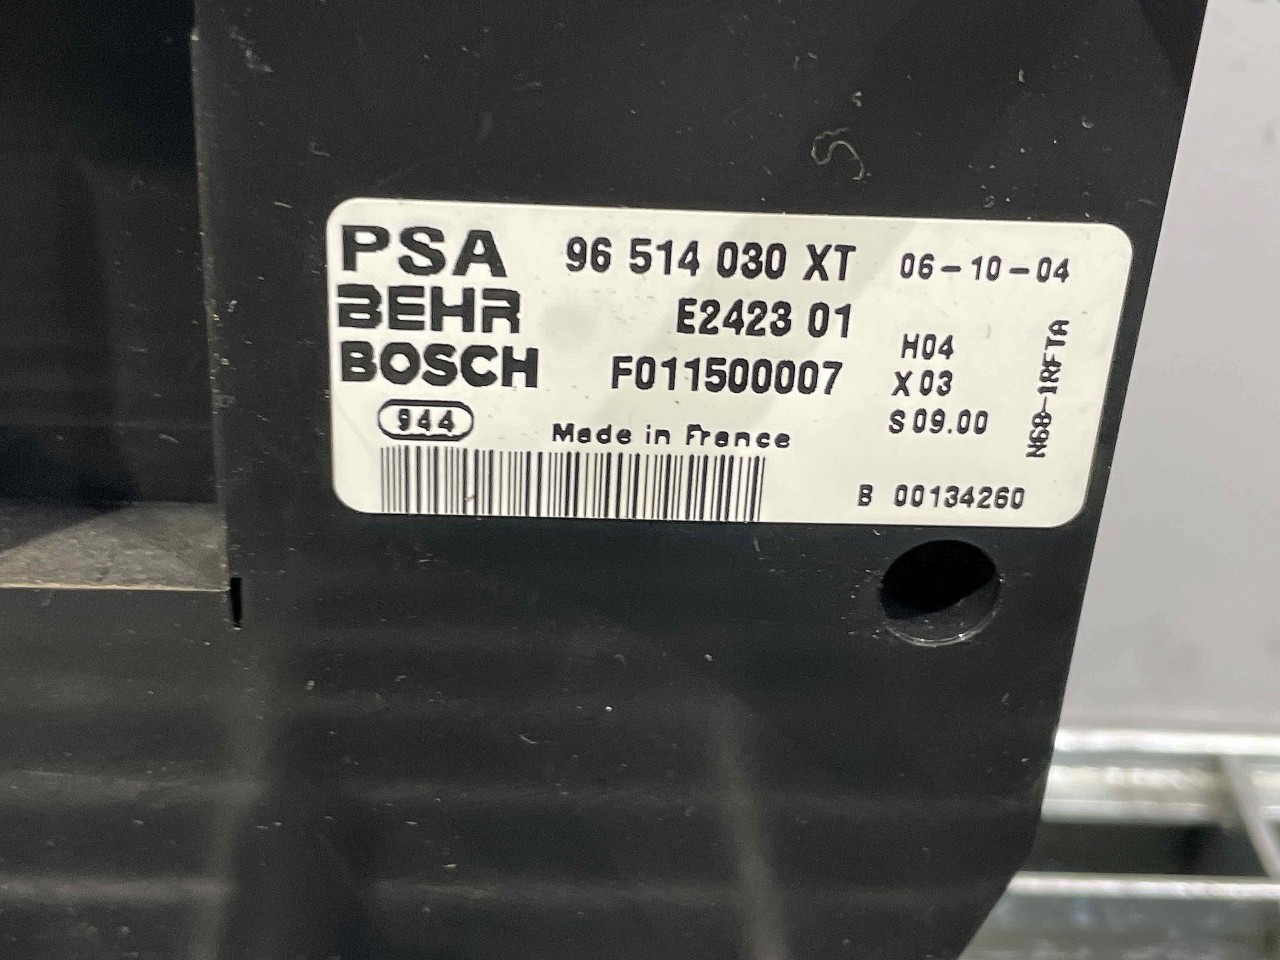 PSA 96 514 030 XT 06-10-04
BEHR E2423 01
BOSCH F011500007
H04
X03
S09.00
944
Made in France
B 00134260
N68-1RFTA